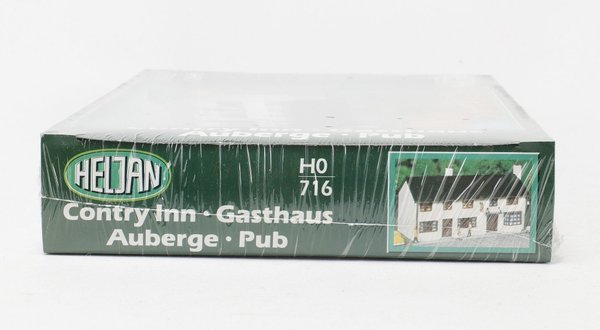 Auberge · Pub
HELJAN
H0
716
Contry Inn · Gasthaus
Auberge · Pub